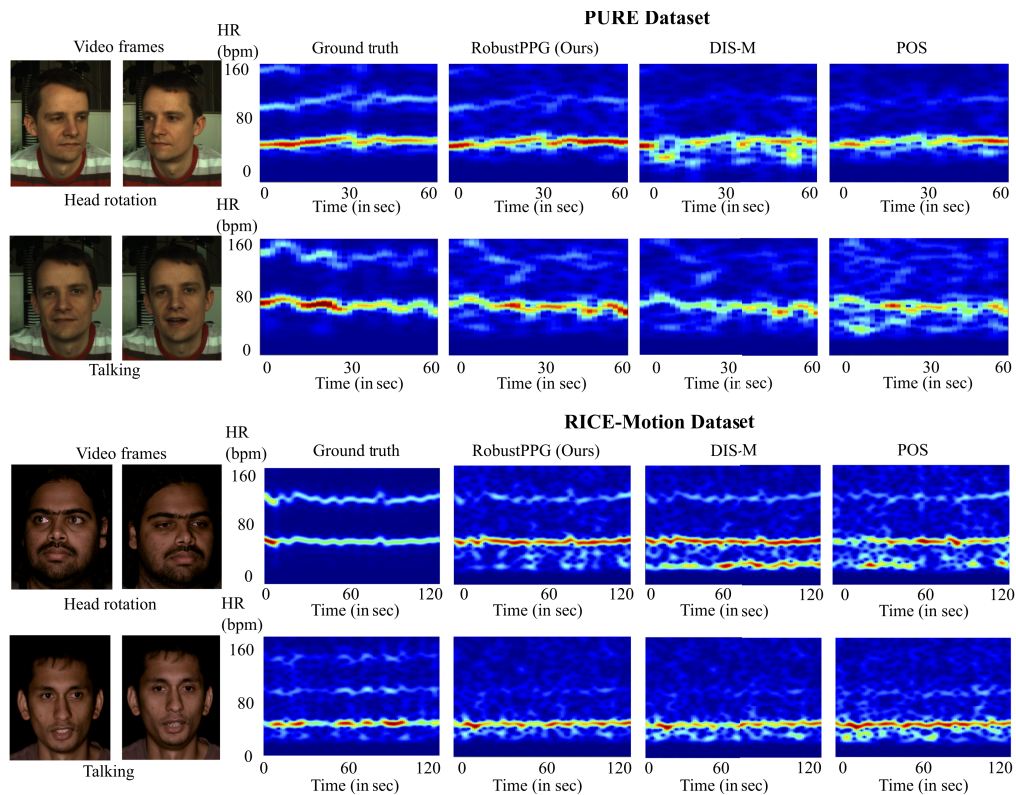 PURE Dataset
Video frames
HR
(bpm)
Ground truth
RobustPPG (Ours)
DIS-M
POS
160
80
0
0 30 60
0 30 60
0 30 60
0 30 60
Head rotation
Time (in sec)
Time (in sec)
Time (in sec)
Time (in sec)
HR
(bpm)
160
80
0
0 30 60
0 30 60
0 30 60
0 30 60
Talking
Time (in sec)
Time (in sec)
Time (in sec)
Time (in sec)
RICE-Motion Dataset
Video frames
HR
(bpm)
Ground truth
RobustPPG (Ours)
DIS-M
POS
160
80
0
0 60 120
0 60 120
0 60 120
0 60 120
Head rotation
Time (in sec)
Time (in sec)
Time (in sec)
Time (in sec)
HR
(bpm)
160
80
0
0 60 120
0 60 120
0 60 120
0 60 120
Talking
Time (in sec)
Time (in sec)
Time (in sec)
Time (in sec)